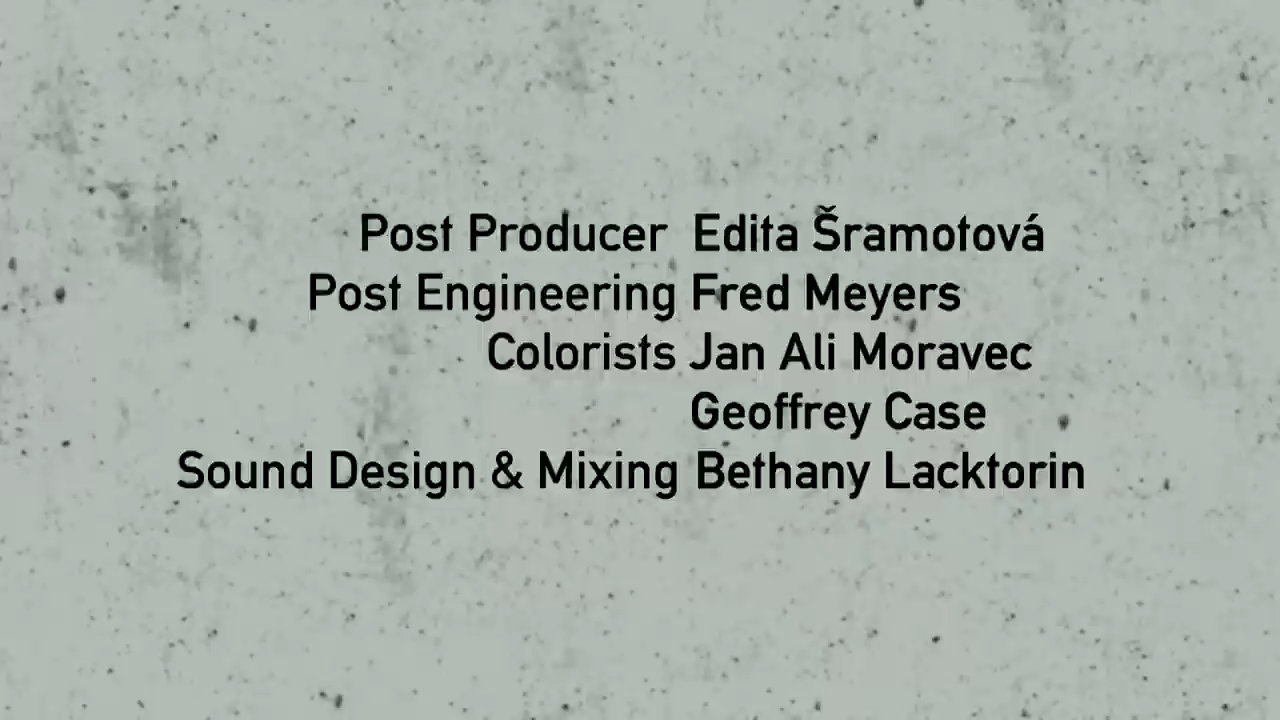 Post Producer Edita Šramotová
Post Engineering Fred Meyers
Colorists Jan Ali Moravec
Geoffrey Case
Sound Design & Mixing Bethany Lacktorin